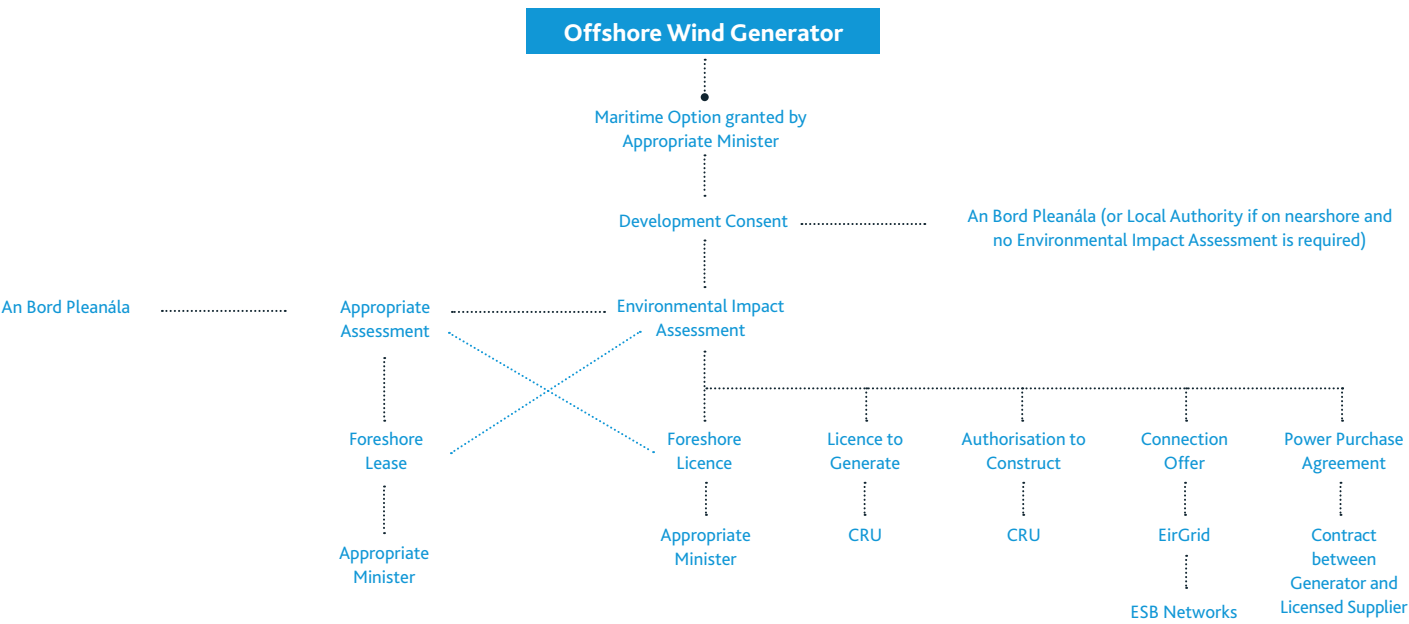 Offshore Wind Generator
Maritime Option granted by
Appropriate Minister
Development Consent
An Bord Pleanála (or Local Authority if on nearshore and
no Environmental Impact Assessment is required)
An Bord Pleanála
Appropriate
Assessment
Environmental Impact
Assessment
Foreshore
Lease
Foreshore
Licence
Licence to
Generate
Authorisation to
Construct
Connection
Offer
Power Purchase
Agreement
Appropriate
Minister
Appropriate
Minister
CRU
CRU
EirGrid
ESB Networks
Contract
between
Generator and
Licensed Supplier